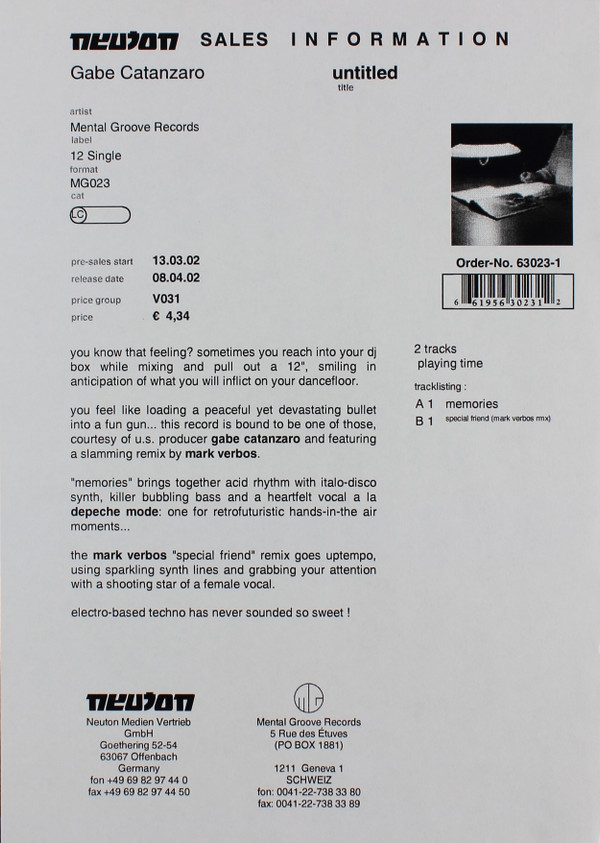 neuton SALES INFORMATION
Gabe Catanzaro untitled
title
artist
Mental Groove Records
label
12 Single
format
MG023
cat
LC
pre-sales start 13.03.02
release date 08.04.02
price group V031
price € 4,34
Order-No. 63023-1
6 61956 30231 2
you know that feeling? sometimes you reach into your dj
box while mixing and pull out a 12", smiling in
anticipation of what you will inflict on your dancefloor.
you feel like loading a peaceful yet devastating bullet
into a fun gun... this record is bound to be one of those,
courtesy of u.s. producer gabe catanzaro and featuring
a slamming remix by mark verbos.
"memories" brings together acid rhythm with italo-disco
synth, killer bubbling bass and a heartfelt vocal a la
depeche mode: one for retrofuturistic hands-in-the air
moments...
the mark verbos "special friend" remix goes uptempo,
using sparkling synth lines and grabbing your attention
with a shooting star of a female vocal.
electro-based techno has never sounded so sweet !
2 tracks
playing time
tracklisting :
A 1 memories
B 1 special friend (mark verbos rmx)
neuton
Neuton Medien Vertrieb
GmbH
Goethering 52-54
63067 Offenbach
Germany
fon +49 69 82 97 44 0
fax +49 69 82 97 44 50
Mental Groove Records
5 Rue des Étuves
(PO BOX 1881)
1211 Geneva 1
SCHWEIZ
fon: 0041-22-738 33 80
fax: 0041-22-738 33 89